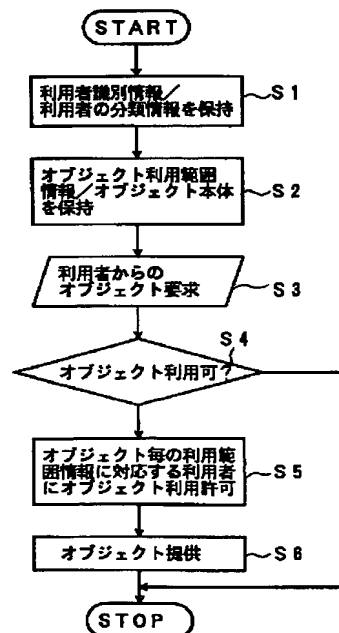 START
利用者識別情報/
利用者の分類情報を保持
S1
オブジェクト利用範囲
情報/オブジェクト本体
を保持
S2
利用者からの
オブジェクト要求
S3
S4
オブジェクト利用可?
オブジェクト毎の利用範
囲情報に対応する利用者
にオブジェクト利用許可
S5
オブジェクト提供
S6
STOP